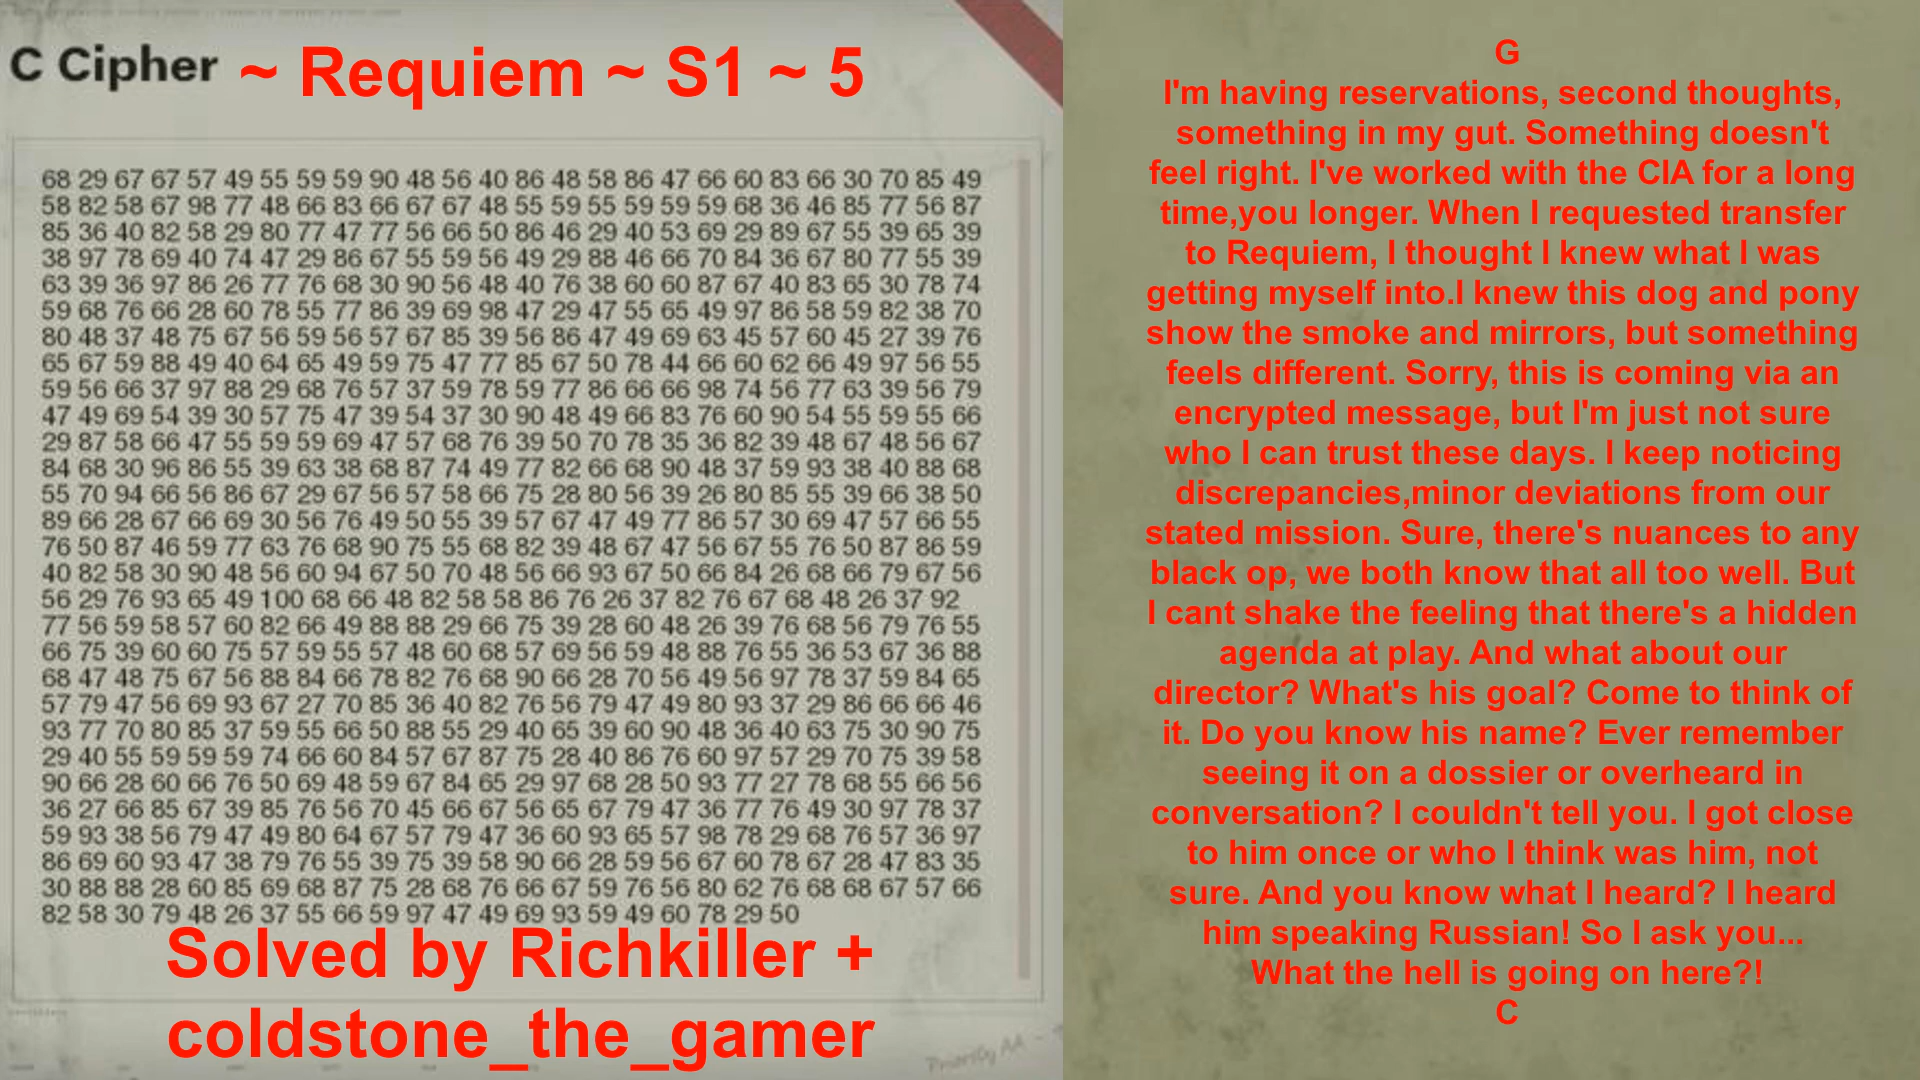 C Cipher ~ Requiem ~ S1 ~ 5
68 29 67 67 57 49 55 59 59 90 48 56 40 86 48 58 86 47 66 60 83 66 30 70 85 49
58 82 58 67 98 77 48 66 83 66 67 67 48 55 59 55 59 59 59 68 36 46 85 77 56 87
85 36 40 82 58 29 80 77 47 77 56 66 50 86 46 29 40 53 69 29 89 67 55 39 65 39
38 97 78 69 40 74 47 29 86 67 55 59 56 49 29 88 46 66 70 84 36 67 80 77 55 39
63 39 36 97 86 26 77 76 68 30 90 56 48 40 76 38 60 60 87 67 40 83 65 30 78 74
59 68 76 66 28 60 78 55 77 86 39 69 98 47 29 47 55 65 49 97 86 58 59 82 38 70
80 48 37 48 75 67 56 59 56 57 67 85 39 56 86 47 49 69 63 45 57 60 45 27 39 76
65 67 59 88 49 40 64 65 49 59 75 47 77 85 67 50 78 44 66 60 62 66 49 97 56 55
59 56 66 37 97 88 29 68 76 57 37 59 78 59 77 86 66 66 98 74 56 77 63 39 56 79
47 49 69 54 39 30 57 75 47 39 54 37 30 90 48 49 66 83 76 60 90 54 55 59 55 66
29 87 58 66 47 55 59 59 69 47 57 68 76 39 50 70 78 35 36 82 39 48 67 48 56 67
84 68 30 96 86 55 39 63 38 68 87 74 49 77 82 66 68 90 48 37 59 93 38 40 88 68
55 70 94 66 56 86 67 29 67 56 57 58 66 75 28 80 56 39 26 80 85 55 39 66 38 50
89 66 28 67 66 69 30 56 76 49 50 55 39 57 67 47 49 77 86 57 30 69 47 57 66 55
76 50 87 46 59 77 63 76 68 90 75 55 68 82 39 48 67 47 56 67 55 76 50 87 86 59
40 82 58 30 90 48 56 60 94 67 50 70 48 56 66 93 67 50 66 84 26 68 66 79 67 56
56 29 76 93 65 49 100 68 66 48 82 58 58 86 76 26 37 82 76 67 68 48 26 37 92
77 56 59 58 57 60 82 66 49 88 88 29 66 75 39 28 60 48 26 39 76 68 56 79 76 55
66 75 39 60 60 75 57 59 55 57 48 60 68 57 69 56 59 48 88 76 55 36 53 67 36 88
68 47 48 75 67 56 88 84 66 78 82 76 68 90 66 28 70 56 49 56 97 78 37 59 84 65
57 79 47 56 69 93 67 27 70 85 36 40 82 76 56 79 47 49 80 93 37 29 86 66 66 46
93 77 70 80 85 37 59 55 66 50 88 55 29 40 65 39 60 90 48 36 40 63 75 30 90 75
29 40 55 59 59 59 74 66 60 84 57 67 87 75 28 40 86 76 60 97 57 29 70 75 39 58
90 66 28 60 66 76 50 69 48 59 67 84 65 29 97 68 28 50 93 77 27 78 68 55 66 56
36 27 66 85 67 39 85 76 56 70 45 66 67 56 65 67 79 47 36 77 76 49 30 97 78 37
59 93 38 56 79 47 49 80 64 67 57 79 47 36 60 93 65 57 98 78 29 68 76 57 36 97
86 69 60 93 47 38 79 76 55 39 75 39 58 90 66 28 59 56 67 60 78 67 28 47 83 35
30 88 88 28 60 85 69 68 87 75 28 68 76 66 67 59 76 56 80 62 76 68 68 67 57 66
82 58 30 79 48 26 37 55 66 59 97 47 49 69 93 59 49 60 78 29 50
Solved by Richkiller +
coldstone_the_gamer
Priority AA
G
I'm having reservations, second thoughts,
something in my gut. Something doesn't
feel right. I've worked with the CIA for a long
time,you longer. When I requested transfer
to Requiem, I thought I knew what I was
getting myself into.I knew this dog and pony
show the smoke and mirrors, but something
feels different. Sorry, this is coming via an
encrypted message, but I'm just not sure
who I can trust these days. I keep noticing
discrepancies,minor deviations from our
stated mission. Sure, there's nuances to any
black op, we both know that all too well. But
I cant shake the feeling that there's a hidden
agenda at play. And what about our
director? What's his goal? Come to think of
it. Do you know his name? Ever remember
seeing it on a dossier or overheard in
conversation? I couldn't tell you. I got close
to him once or who I think was him, not
sure. And you know what I heard? I heard
him speaking Russian! So I ask you...
What the hell is going on here?!
C